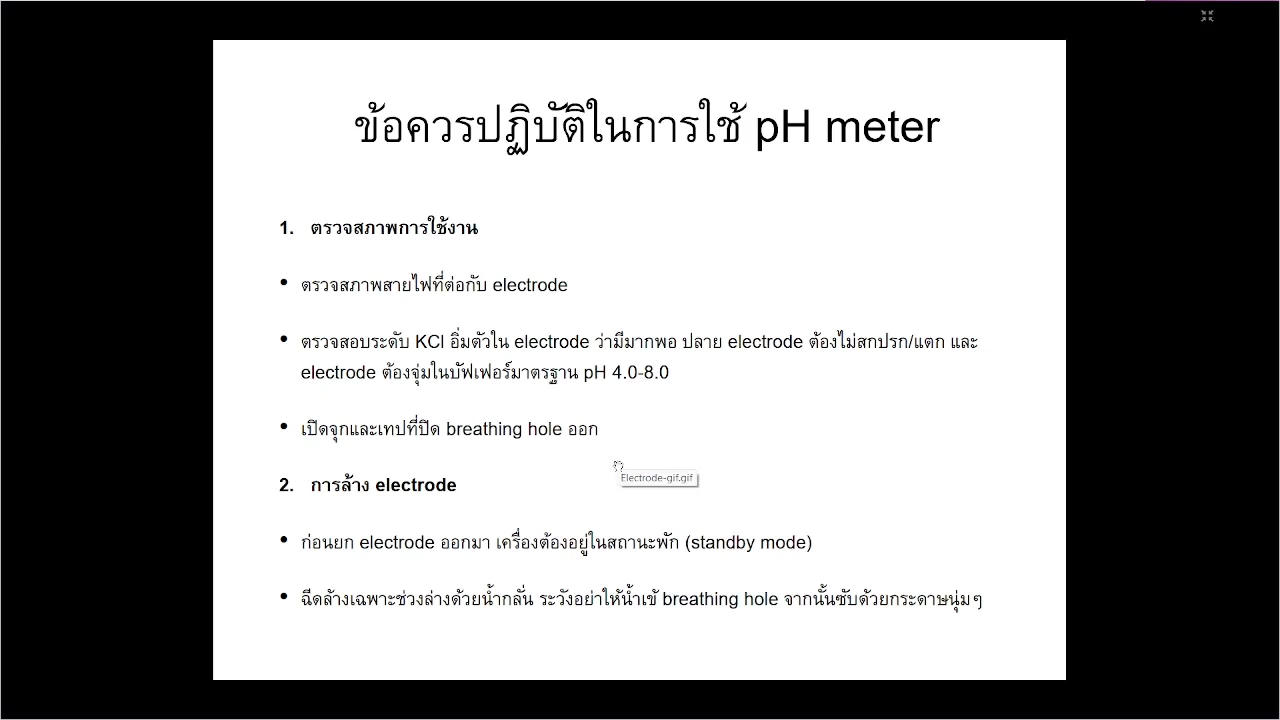 ข้อควรปฏิบัติในการใช้ pH meter
1. ตรวจสภาพการใช้งาน
• ตรวจสภาพสายไฟที่ต่อกับ electrode
• ตรวจสอบระดับ KCl อิ่มตัวใน electrode ว่ามีมากพอ ปลาย electrode ต้องไม่สกปรก/แตก และ
electrode ต้องจุ่มในบัฟเฟอร์มาตรฐาน pH 4.0-8.0
• เปิดจุกและเทปที่ปิด breathing hole ออก
Electrode-gif.gif
2. การล้าง electrode
• ก่อนยก electrode ออกมา เครื่องต้องอยู่ในสถานะพัก (standby mode)
• ฉีดล้างเฉพาะช่วงล่างด้วยน้ำกลั่น ระวังอย่าให้น้ำเข้ breathing hole จากนั้นซับด้วยกระดาษนุ่มๆ